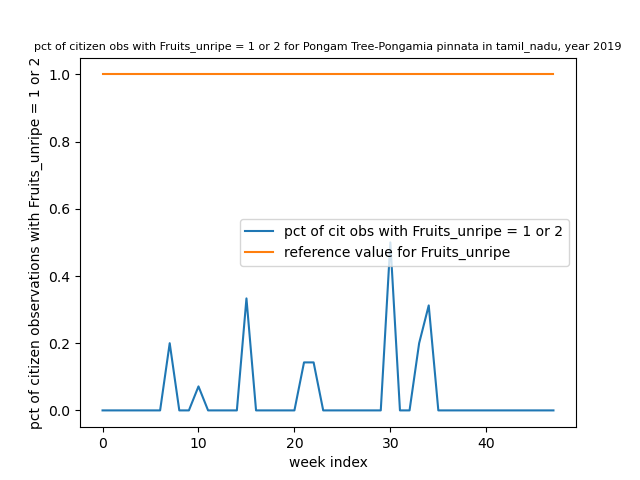 pct of citizen obs with Fruits_unripe = 1 or 2 for Pongam Tree-Pongamia pinnata in tamil_nadu, year 2019
pct of citizen observations with Fruits_unripe = 1 or 2
1.0
0.8
0.6
0.4
0.2
0.0
pct of cit obs with Fruits_unripe = 1 or 2
reference value for Fruits_unripe
0
10
20
30
40
week index